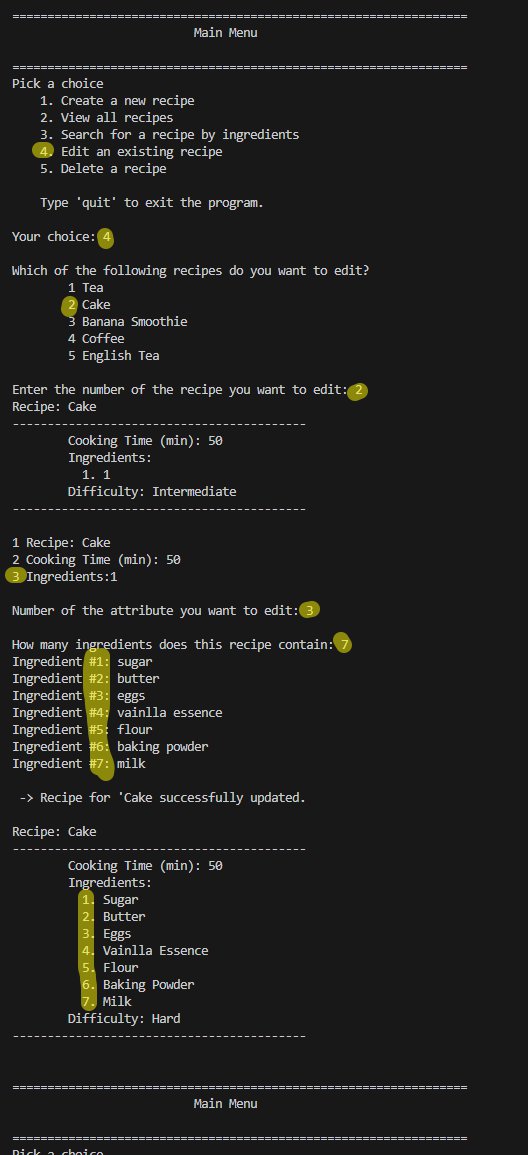 =================================================================
Main Menu
=================================================================
Pick a choice
1. Create a new recipe
2. View all recipes
3. Search for a recipe by ingredients
4. Edit an existing recipe
5. Delete a recipe
Type 'quit' to exit the program.
Your choice: 4
Which of the following recipes do you want to edit?
1 Tea
2 Cake
3 Banana Smoothie
4 Coffee
5 English Tea
Enter the number of the recipe you want to edit: 2
Recipe: Cake
------------------------------------------
Cooking Time (min): 50
Ingredients:
1. 1
Difficulty: Intermediate
------------------------------------------
1 Recipe: Cake
2 Cooking Time (min): 50
3 Ingredients:1
Number of the attribute you want to edit: 3
How many ingredients does this recipe contain: 7
Ingredient #1: sugar
Ingredient #2: butter
Ingredient #3: eggs
Ingredient #4: vainlla essence
Ingredient #5: flour
Ingredient #6: baking powder
Ingredient #7: milk
-> Recipe for 'Cake successfully updated.
Recipe: Cake
------------------------------------------
Cooking Time (min): 50
Ingredients:
1. Sugar
2. Butter
3. Eggs
4. Vainlla Essence
5. Flour
6. Baking Powder
7. Milk
Difficulty: Hard
------------------------------------------
=================================================================
Main Menu
=================================================================
Pick a choice